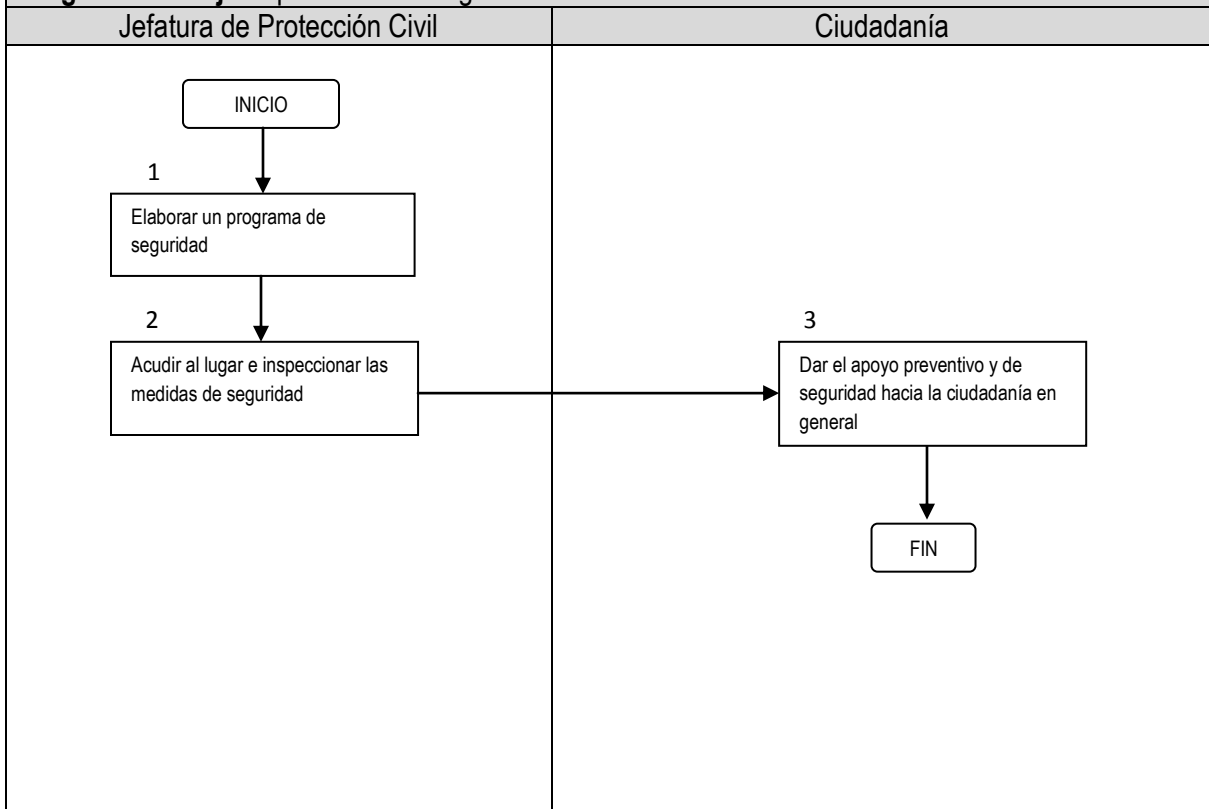 Jefatura de Protección Civil
Ciudadanía
INICIO
1
Elaborar un programa de
seguridad
2
Acudir al lugar e inspeccionar las
medidas de seguridad
3
Dar el apoyo preventivo y de
seguridad hacia la ciudadanía en
general
FIN